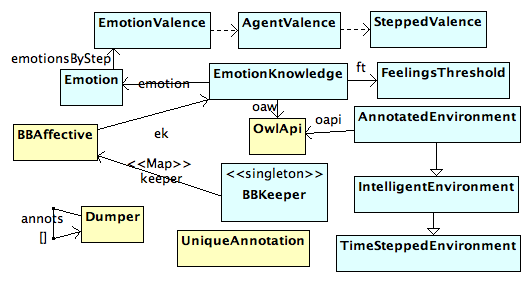 EmotionValence
AgentValence
SteppedValence
emotionsByStep
Emotion
emotion
EmotionKnowledge
ft
FeelingsThreshold
oaw
BBAffective
ek
OwlApi
oapi
AnnotatedEnvironment
<<Map>>
keeper
<<singleton>>
BBKeeper
IntelligentEnvironment
annots
[]
Dumper
UniqueAnnotation
TimeSteppedEnvironment